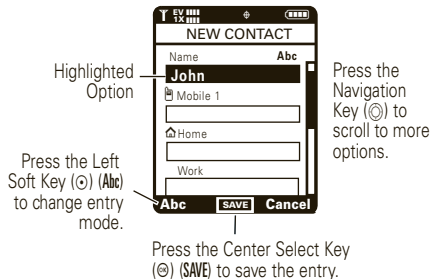 EV
1X
NEW CONTACT
Name Abc
John
Mobile 1
Home
Work
Abc SAVE Cancel
Highlighted
Option
Press the
Navigation
Key () to
scroll to more
options.
Press the Left
Soft Key () (Abc)
to change entry
mode.
Press the Center Select Key
() (SAVE) to save the entry.